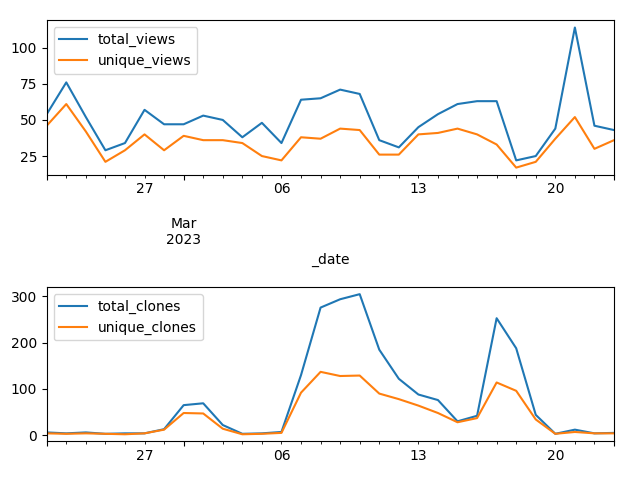 total_views
unique_views
100
75
50
25
27 06 13 20
Mar
2023
_date
total_clones
unique_clones
300
200
100
0
27 06 13 20